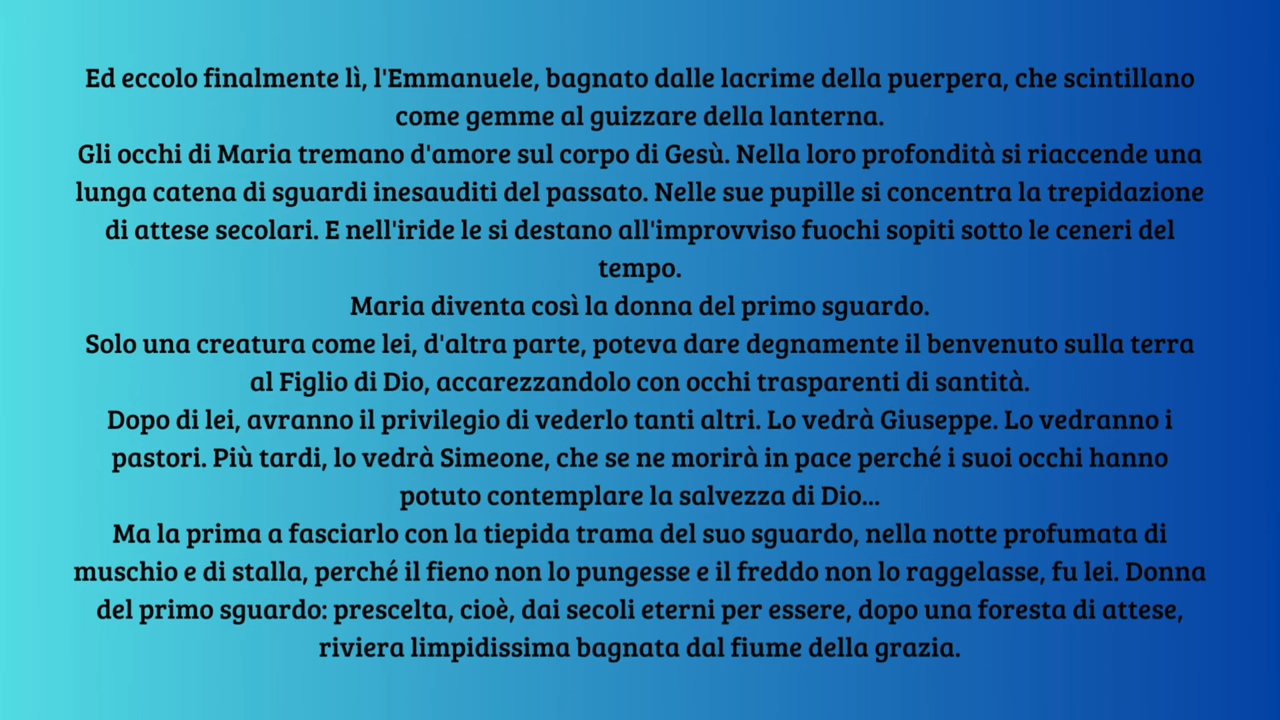 Ed eccolo finalmente lì, l'Emmanuele, bagnato dalle lacrime della puerpera, che scintillano
come gemme al guizzare della lanterna.
Gli occhi di Maria tremano d'amore sul corpo di Gesù. Nella loro profondità si riaccende una
lunga catena di sguardi inesauditi del passato. Nelle sue pupille si concentra la trepidazione
di attese secolari. E nell'iride le si destano all'improvviso fuochi sopiti sotto le ceneri del
tempo.
Maria diventa così la donna del primo sguardo.
Solo una creatura come lei, d'altra parte, poteva dare degnamente il benvenuto sulla terra
al Figlio di Dio, accarezzandolo con occhi trasparenti di santità.
Dopo di lei, avranno il privilegio di vederlo tanti altri. Lo vedrà Giuseppe. Lo vedranno i
pastori. Più tardi, lo vedrà Simeone, che se ne morirà in pace perché i suoi occhi hanno
potuto contemplare la salvezza di Dio...
Ma la prima a fasciarlo con la tiepida trama del suo sguardo, nella notte profumata di
muschio e di stalla, perché il fieno non lo pungesse e il freddo non lo raggelasse, fu lei. Donna
del primo sguardo: prescelta, cioè, dai secoli eterni per essere, dopo una foresta di attese,
riviera limpidissima bagnata dal fiume della grazia.